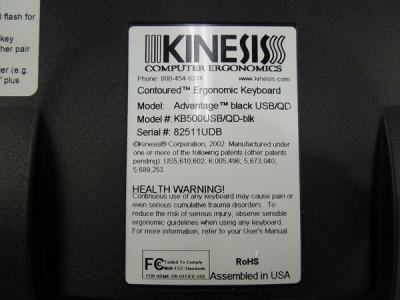 l flash for
key
her pair
ger (e.g.
" plus
KINESIS®
COMPUTER ERGONOMICS
Phone: 800-454-6374
www.kinesis.com
Contoured™ Ergonomic Keyboard
Model: Advantage™ black USB/QD
Model #: KB500USB/QD-blk
Serial #: 82511UDB
©Kinesis® Corporation, 2002. Manufactured under
one or more of the following patents (other patents
pending): US5,610,602; 6,005,496; 5,673,040;
5,689,253.
HEALTH WARNING!
Continuous use of any keyboard may cause pain or
even serious cumulative trauma disorders. To
reduce the risk of serious injury, observe sensible
ergonomic guidelines when using your keyboard.
For more information, refer to your User's Manual
FC Tested To Comply
With FCC Standards
FOR HOME OR OFFICE USE
RoHS
Assembled in USA